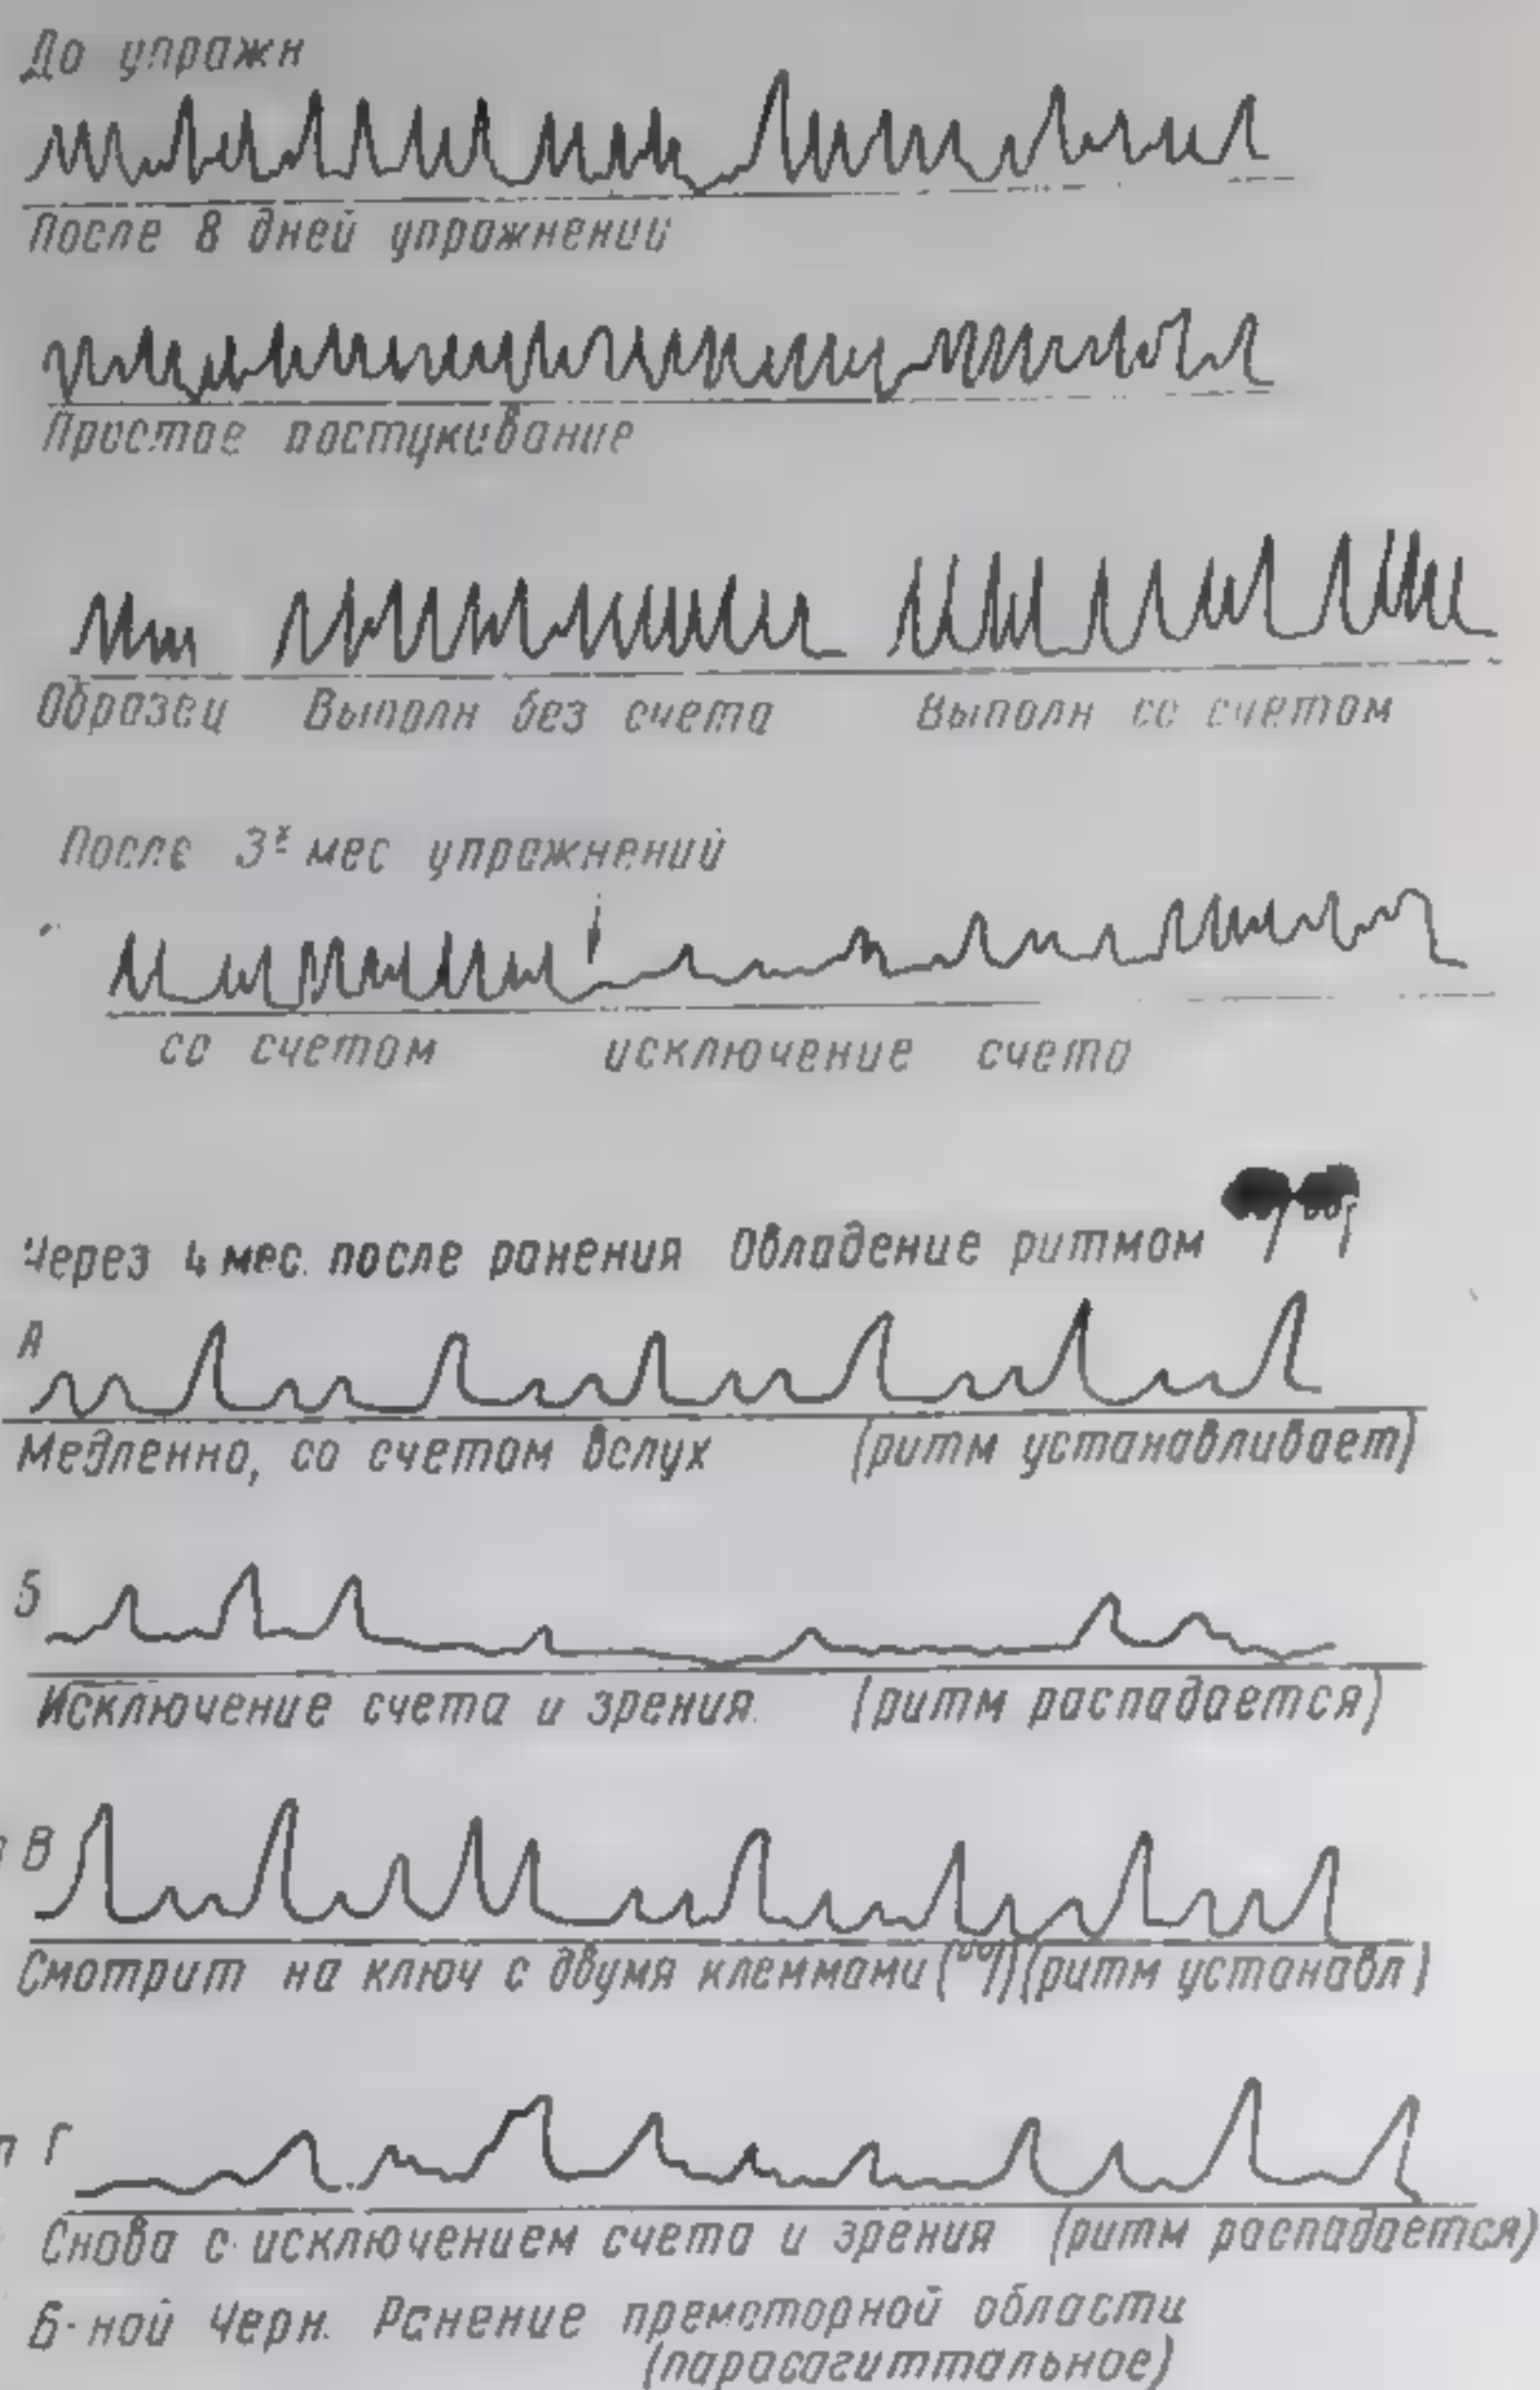 До упражн
После 8 дней упражнений
Простое постукивание
Образец Выполн без счета Выполн со счетом
После 3х мес упражнений
со счетом исключение счета
Через 4 мес. после ранения Обладение ритмом
А
Медленно, со счетом вслух (ритм устанавливает)
Б
Исключение счета и зрения. (ритм распадается)
В
Смотрит на ключ с двумя клеммами (∪∪/) (ритм устанавл)
Г
Снова с исключением счета и зрения (ритм распадается)
Б-ной Черн. Ранение премоторной области
(парасагиттальное)